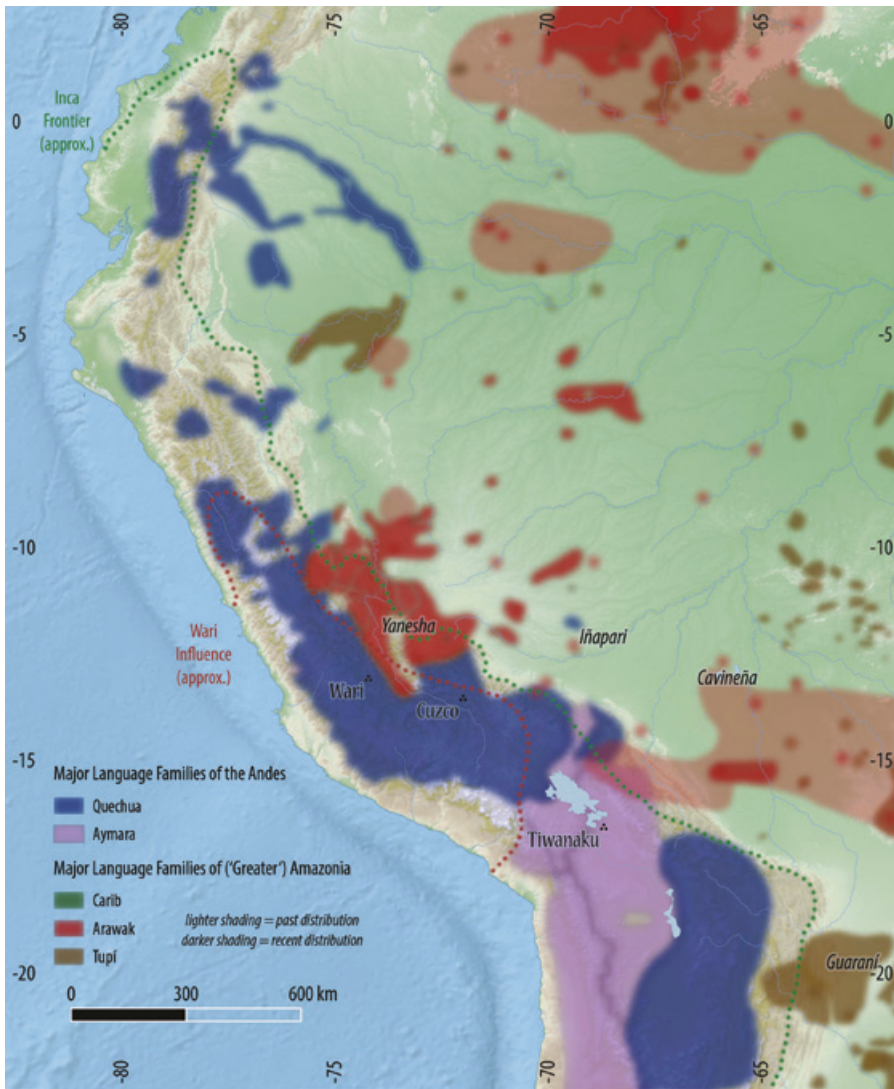 -80
-75
-70
-65
Inca
Frontier
(approx.)
0
0
-5
-5
-10
-10
Wari
Influence
(approx.)
Yanesha
Iñapari
Cavineña
Wari
Cuzco
-15
-15
Tiwanaku
Major Language Families of the Andes
Quechua
Aymara
Major Language Families of ('Greater') Amazonia
Carib
Arawak
Tupí
lighter shading = past distribution
darker shading = recent distribution
Guaraní
-20
-20
0 300 600 km
-80
-75
-70
-65